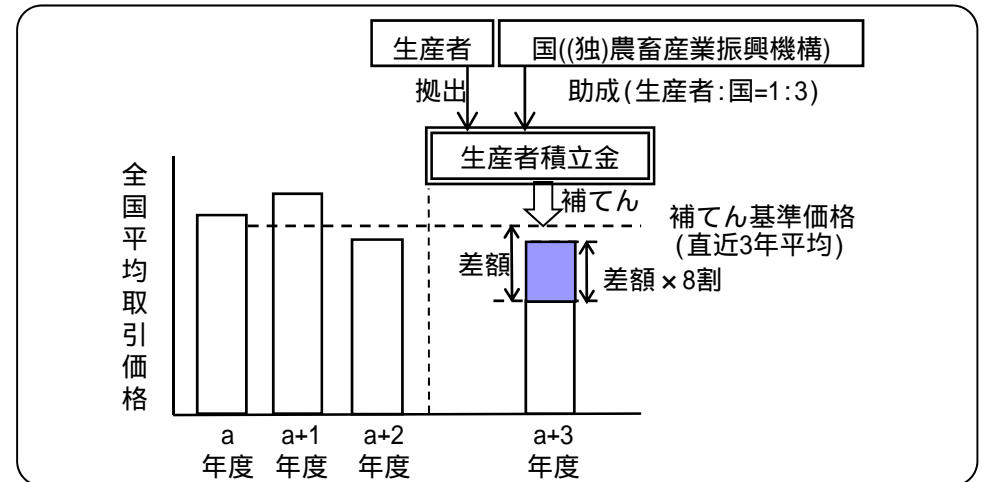 生産者
国((独)農畜産業振興機構)
拠出
助成(生産者:国=1:3)
生産者積立金
補てん
全国平均取引価格
補てん基準価格
(直近3年平均)
差額
差額×8割
a
年度
a+1
年度
a+2
年度
a+3
年度